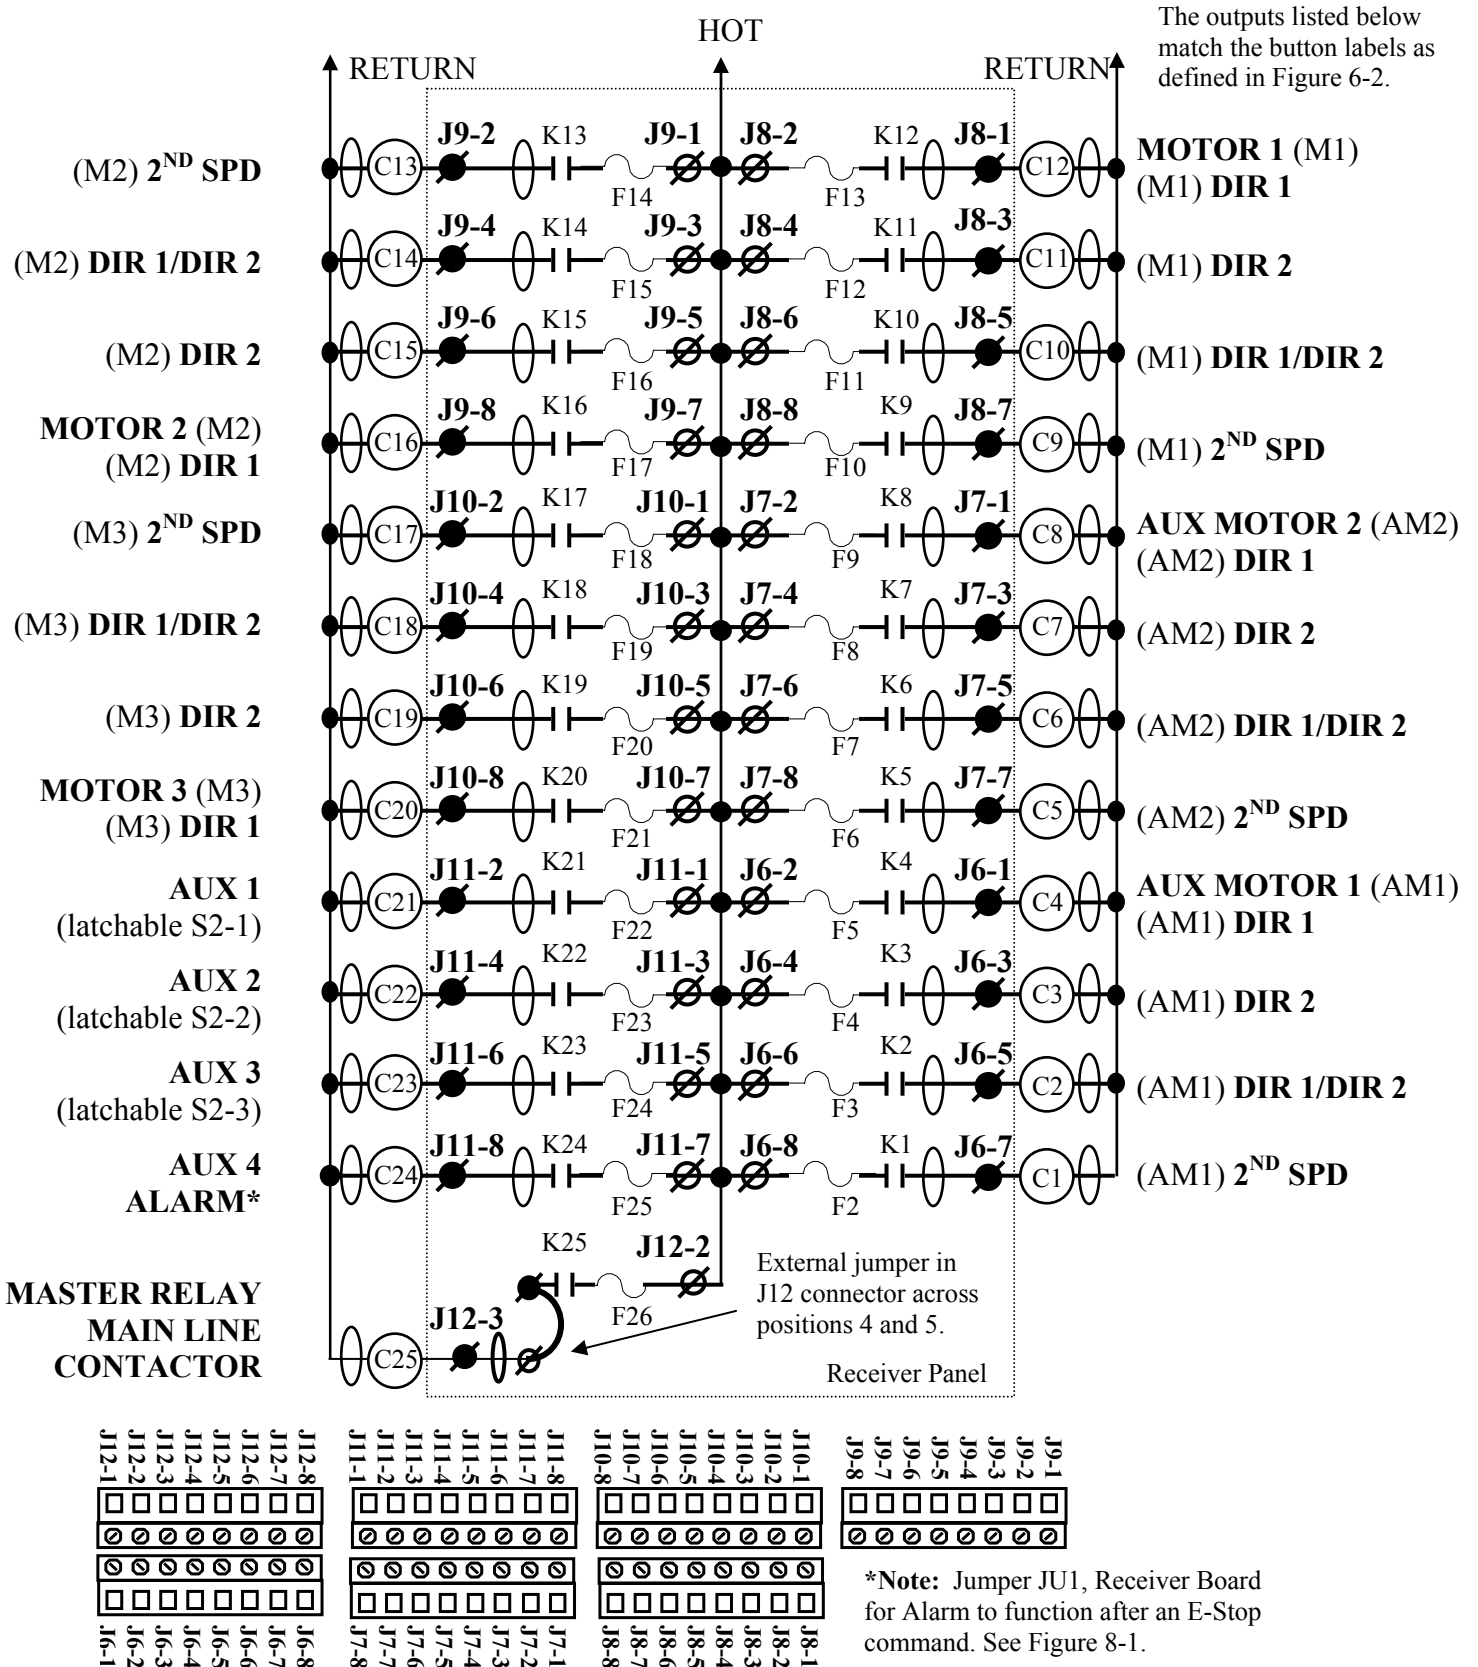 HOT
The outputs listed below
match the button labels as
defined in Figure 6-2.
RETURN RETURN
(M2) 2ND SPD C13 J9-2 K13 F14 J9-1 J8-2 F13 K12 J8-1 C12 MOTOR 1 (M1)
(M1) DIR 1
(M2) DIR 1/DIR 2 C14 J9-4 K14 F15 J9-3 J8-4 F12 K11 J8-3 C11 (M1) DIR 2
(M2) DIR 2 C15 J9-6 K15 F16 J9-5 J8-6 F11 K10 J8-5 C10 (M1) DIR 1/DIR 2
MOTOR 2 (M2)
(M2) DIR 1 C16 J9-8 K16 F17 J9-7 J8-8 F10 K9 J8-7 C9 (M1) 2ND SPD
(M3) 2ND SPD C17 J10-2 K17 F18 J10-1 J7-2 F9 K8 J7-1 C8 AUX MOTOR 2 (AM2)
(AM2) DIR 1
(M3) DIR 1/DIR 2 C18 J10-4 K18 F19 J10-3 J7-4 F8 K7 J7-3 C7 (AM2) DIR 2
(M3) DIR 2 C19 J10-6 K19 F20 J10-5 J7-6 F7 K6 J7-5 C6 (AM2) DIR 1/DIR 2
MOTOR 3 (M3)
(M3) DIR 1 C20 J10-8 K20 F21 J10-7 J7-8 F6 K5 J7-7 C5 (AM2) 2ND SPD
AUX 1
(latchable S2-1) C21 J11-2 K21 F22 J11-1 J6-2 F5 K4 J6-1 C4 AUX MOTOR 1 (AM1)
(AM1) DIR 1
AUX 2
(latchable S2-2) C22 J11-4 K22 F23 J11-3 J6-4 F4 K3 J6-3 C3 (AM1) DIR 2
AUX 3
(latchable S2-3) C23 J11-6 K23 F24 J11-5 J6-6 F3 K2 J6-5 C2 (AM1) DIR 1/DIR 2
AUX 4
ALARM* C24 J11-8 K24 F25 J11-7 J6-8 F2 K1 J6-7 C1 (AM1) 2ND SPD
MASTER RELAY
MAIN LINE
CONTACTOR C25 J12-3 K25 F26 J12-2
External jumper in
J12 connector across
positions 4 and 5.
Receiver Panel
J12-1 J12-2 J12-3 J12-4 J12-5 J12-6 J12-7 J12-8
J11-1 J11-2 J11-3 J11-4 J11-5 J11-6 J11-7 J11-8
J10-8 J10-7 J10-6 J10-5 J10-4 J10-3 J10-2 J10-1
J9-8 J9-7 J9-6 J9-5 J9-4 J9-3 J9-2 J9-1
J6-1 J6-2 J6-3 J6-4 J6-5 J6-6 J6-7 J6-8
J7-8 J7-7 J7-6 J7-5 J7-4 J7-3 J7-2 J7-1
J8-8 J8-7 J8-6 J8-5 J8-4 J8-3 J8-2 J8-1
*Note: Jumper JU1, Receiver Board
for Alarm to function after an E-Stop
command. See Figure 8-1.